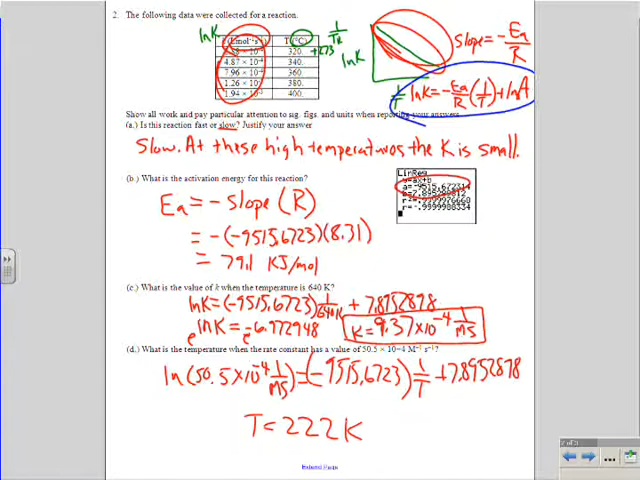 2. The following data were collected for a reaction.
lnK
1/TK
T (°C)
+273
320.
4.87 × 10 340.
7.96 × 10 360
1.26 × 10 380.
1.94 × 10 400.
lnK
1/T
Slope = -Ea/R
lnK = -Ea/R (1/T) + lnA
Show all work and pay particular attention to sig. figs. and units when reporting your answers.
(a.) Is this reaction fast or slow? Justify your answer
Slow. At these high temperatures the K is small.
(b.) What is the activation energy for this reaction?
LinReg
y=ax+b
a=-9515.672314
r=-.9999988334
Ea = - slope (R)
= -(-9515.6723)(8.31)
= 79.1 KJ/mol
(c.) What is the value of k when the temperature is 640 K?
lnK = (-9515.6723) 1/640K + 7.8952878
e^lnK = e^-6.972948
K = 9.37×10^-4 1/MS
(d.) What is the temperature when the rate constant has a value of 50.5 × 10−4 M⁻¹ s⁻¹?
ln(50.5×10^-4 1/MS) = (-9515.6723) 1/T + 7.8952878
T = 222 K